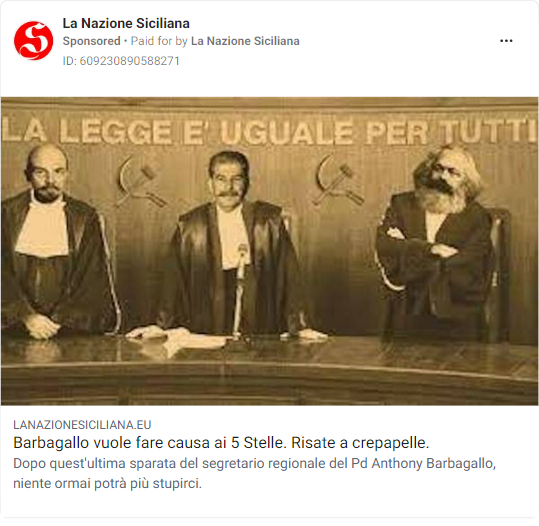 La Nazione Siciliana
Sponsored • Paid for by La Nazione Siciliana
ID: 609230890588271
LA LEGGE E' UGUALE PER TUTTI
LANAZIONESICILIANA.EU
Barbagallo vuole fare causa ai 5 Stelle. Risate a crepapelle.
Dopo quest'ultima sparata del segretario regionale del Pd Anthony Barbagallo,
niente ormai potrà più stupirci.